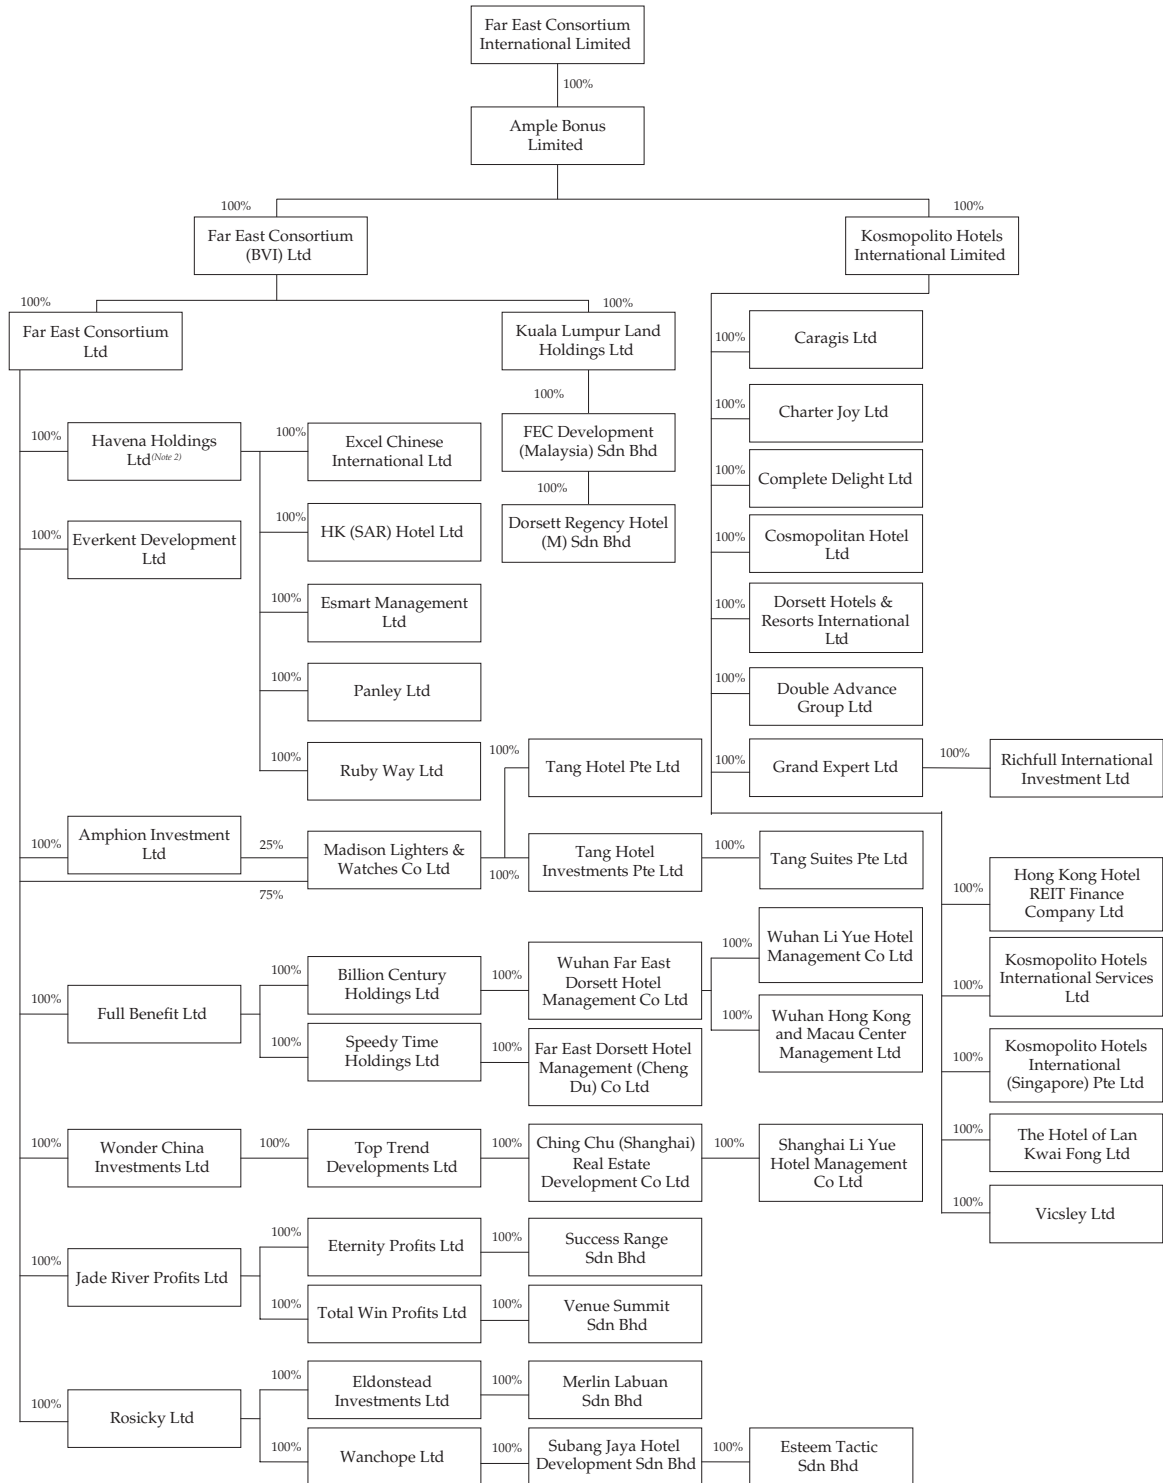 Far East Consortium
International Limited
100%
Ample Bonus
Limited
100%
100%
Far East Consortium
(BVI) Ltd
Kosmopolito Hotels
International Limited
100%
100%
Far East Consortium
Ltd
Kuala Lumpur Land
Holdings Ltd
100%
Caragis Ltd
100%
100%
Charter Joy Ltd
100%
Havena Holdings
Ltd(Note 2)
100%
Excel Chinese
International Ltd
FEC Development
(Malaysia) Sdn Bhd
100%
Complete Delight Ltd
100%
Dorsett Regency Hotel
(M) Sdn Bhd
100%
Everkent Development
Ltd
100%
HK (SAR) Hotel Ltd
100%
Cosmopolitan Hotel
Ltd
100%
Esmart Management
Ltd
100%
Dorsett Hotels &
Resorts International
Ltd
100%
Panley Ltd
100%
Double Advance
Group Ltd
100%
Ruby Way Ltd
100%
Tang Hotel Pte Ltd
100%
Grand Expert Ltd
100%
Richfull International
Investment Ltd
100%
Amphion Investment
Ltd
25%
75%
Madison Lighters &
Watches Co Ltd
100%
Tang Hotel
Investments Pte Ltd
100%
Tang Suites Pte Ltd
100%
Hong Kong Hotel
REIT Finance
Company Ltd
100%
Full Benefit Ltd
100%
Billion Century
Holdings Ltd
100%
Wuhan Far East
Dorsett Hotel
Management Co Ltd
100%
Wuhan Li Yue Hotel
Management Co Ltd
100%
Wuhan Hong Kong
and Macau Center
Management Ltd
100%
Kosmopolito Hotels
International Services
Ltd
100%
Speedy Time
Holdings Ltd
100%
Far East Dorsett Hotel
Management (Cheng
Du) Co Ltd
100%
Kosmopolito Hotels
International
(Singapore) Pte Ltd
100%
Wonder China
Investments Ltd
100%
Top Trend
Developments Ltd
100%
Ching Chu (Shanghai)
Real Estate
Development Co Ltd
100%
Shanghai Li Yue
Hotel Management
Co Ltd
100%
The Hotel of Lan
Kwai Fong Ltd
100%
Vicsley Ltd
100%
Jade River Profits Ltd
100%
Eternity Profits Ltd
100%
Success Range
Sdn Bhd
100%
Total Win Profits Ltd
100%
Venue Summit
Sdn Bhd
100%
Rosicky Ltd
100%
Eldonstead
Investments Ltd
100%
Merlin Labuan
Sdn Bhd
100%
Wanchope Ltd
100%
Subang Jaya Hotel
Development Sdn Bhd
100%
Esteem Tactic
Sdn Bhd